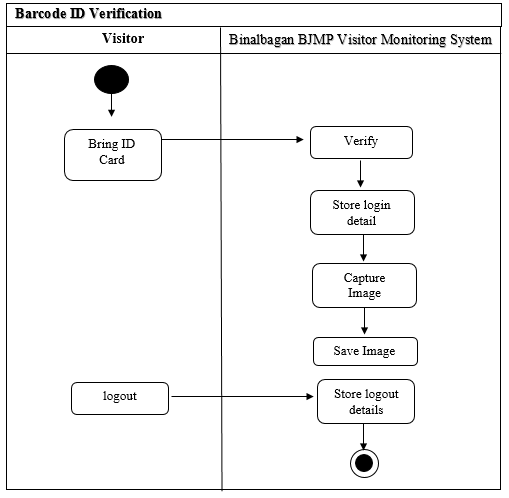 Barcode ID Verification
Visitor
Binalbagan BJMP Visitor Monitoring System
Bring ID
Card
Verify
Store login
detail
Capture
Image
Save Image
logout
Store logout
details